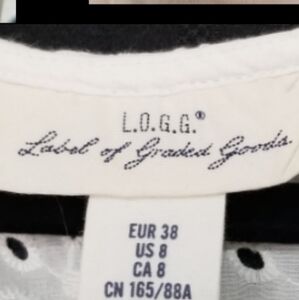 L.O.G.G.®
Label of Graded Goods
EUR 38
US 8
CA 8
CN 165/88A